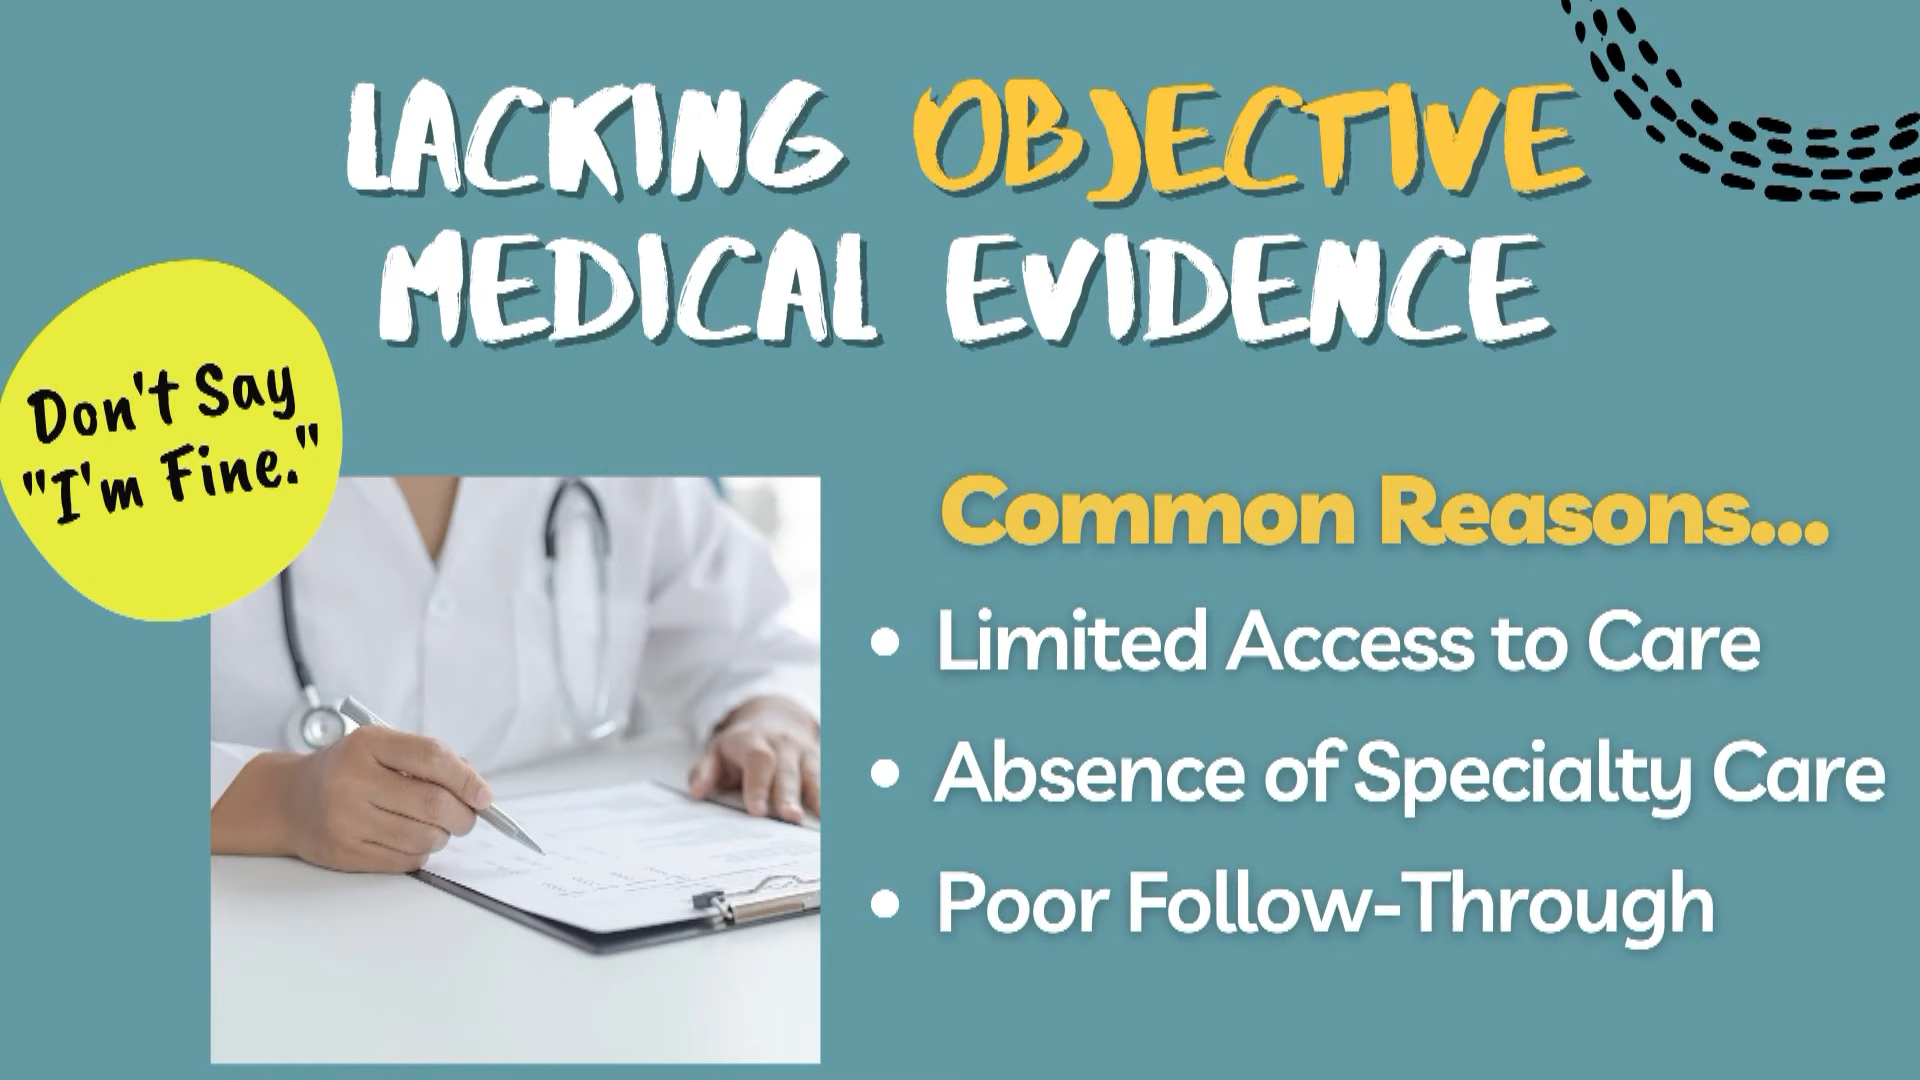 LACKING OBJECTIVE
MEDICAL EVIDENCE
Don't Say
"I'm Fine."
Common Reasons...
• Limited Access to Care
• Absence of Specialty Care
• Poor Follow-Through